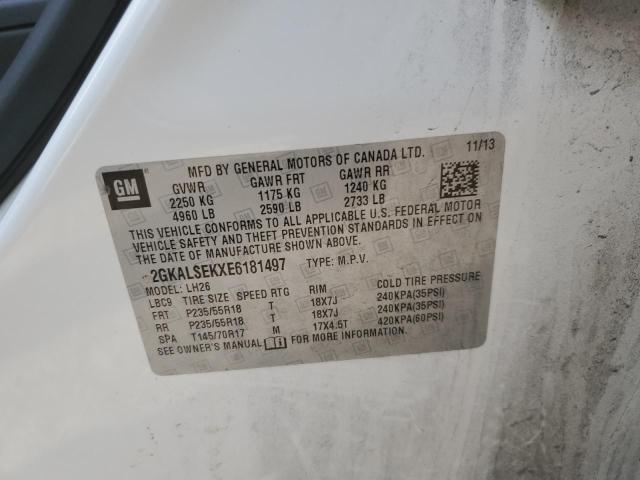 MFD BY GENERAL MOTORS OF CANADA LTD. 11/13
GM
GVWR GAWR FRT GAWR RR
2250 KG 1175 KG 1240 KG
4960 LB 2590 LB 2733 LB
THIS VEHICLE CONFORMS TO ALL APPLICABLE U.S. FEDERAL MOTOR
VEHICLE SAFETY AND THEFT PREVENTION STANDARDS IN EFFECT ON
THE DATE OF MANUFACTURE SHOWN ABOVE.
2GKALSEKXE6181497 TYPE: M.P.V.
MODEL: LH26
LBC9 TIRE SIZE SPEED RTG RIM COLD TIRE PRESSURE
FRT P235/55R18 T 18X7J 240KPA(35PSI)
RR P235/55R18 T 18X7J 240KPA(35PSI)
SPA T145/70R17 M 17X4.5T 420KPA(60PSI)
SEE OWNER'S MANUAL